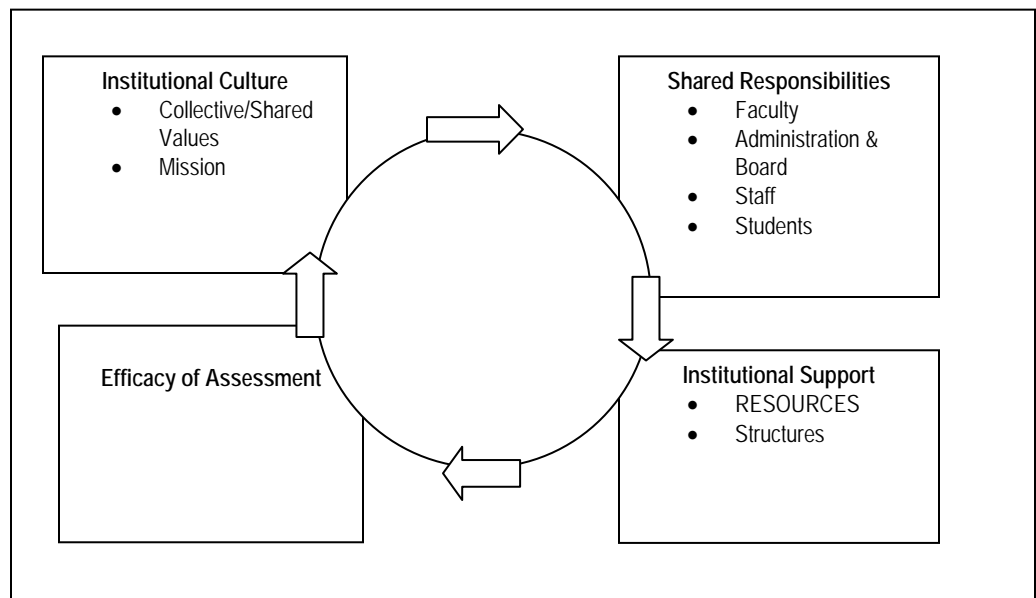 Institutional Culture
• Collective/Shared
Values
• Mission
Shared Responsibilities
• Faculty
• Administration &
Board
• Staff
• Students
Efficacy of Assessment
Institutional Support
• RESOURCES
• Structures